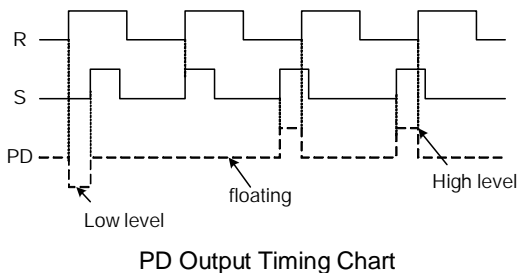 R
S
PD
floating
High level
Low level
PD Output Timing Chart